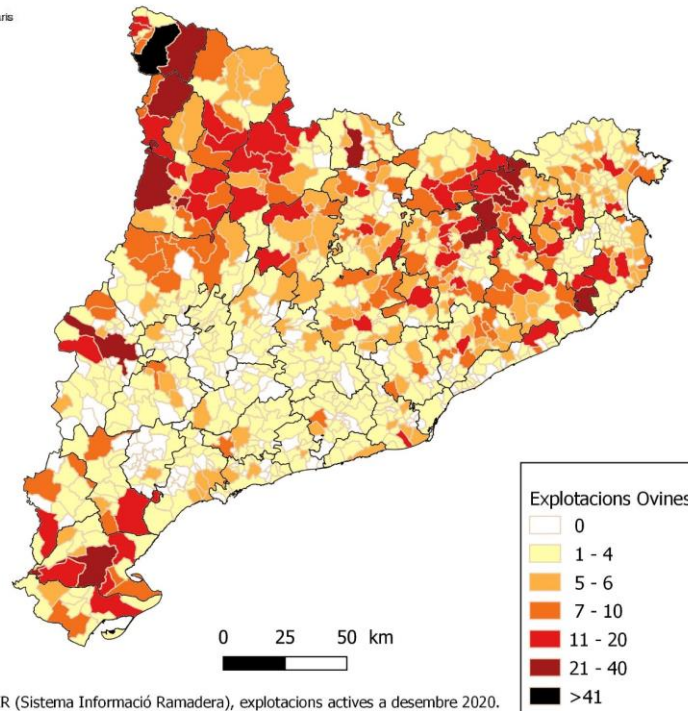 Explotacions Ovines
0
1 - 4
5 - 6
7 - 10
11 - 20
21 - 40
>41
0 25 50 km
R (Sistema Informació Ramadera), explotacions actives a desembre 2020.